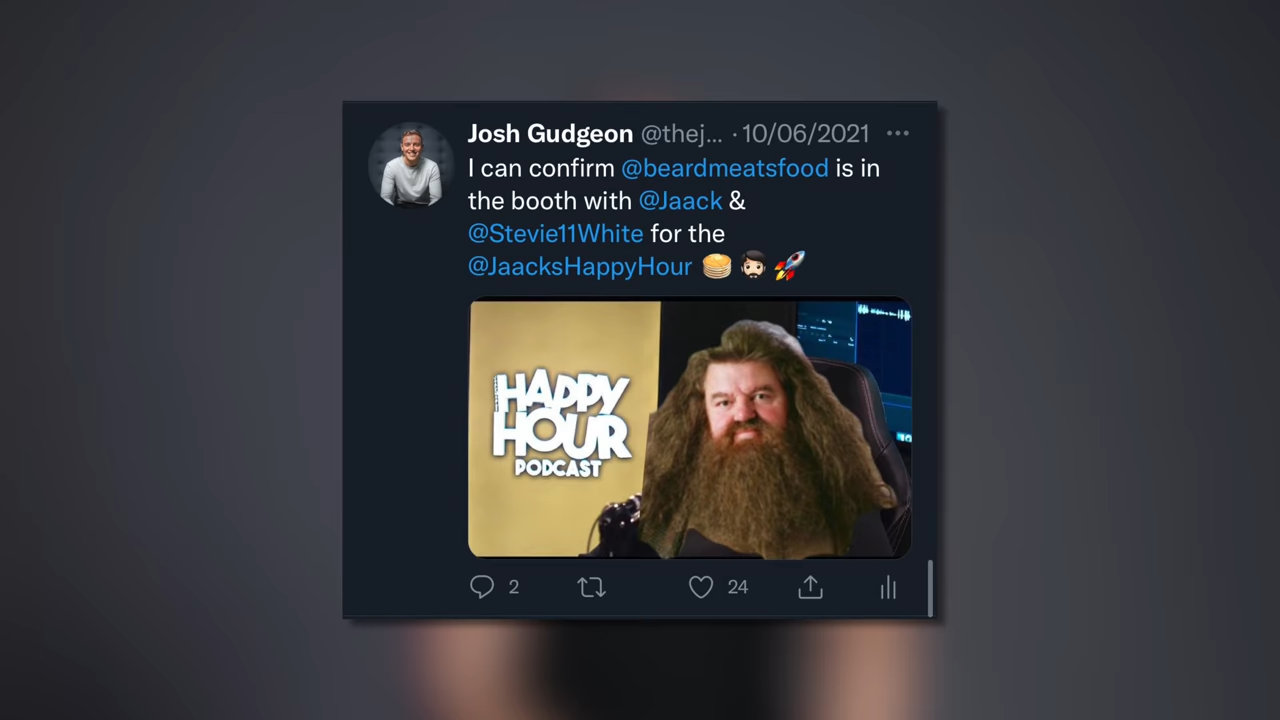 Josh Gudgeon @thej... · 10/06/2021 •••
I can confirm @beardmeatsfood is in
the booth with @Jaack &
@Stevie11White for the
@JaacksHappyHour 🥞🧔🏻🚀
HAPPY
HOUR
PODCAST
2
24